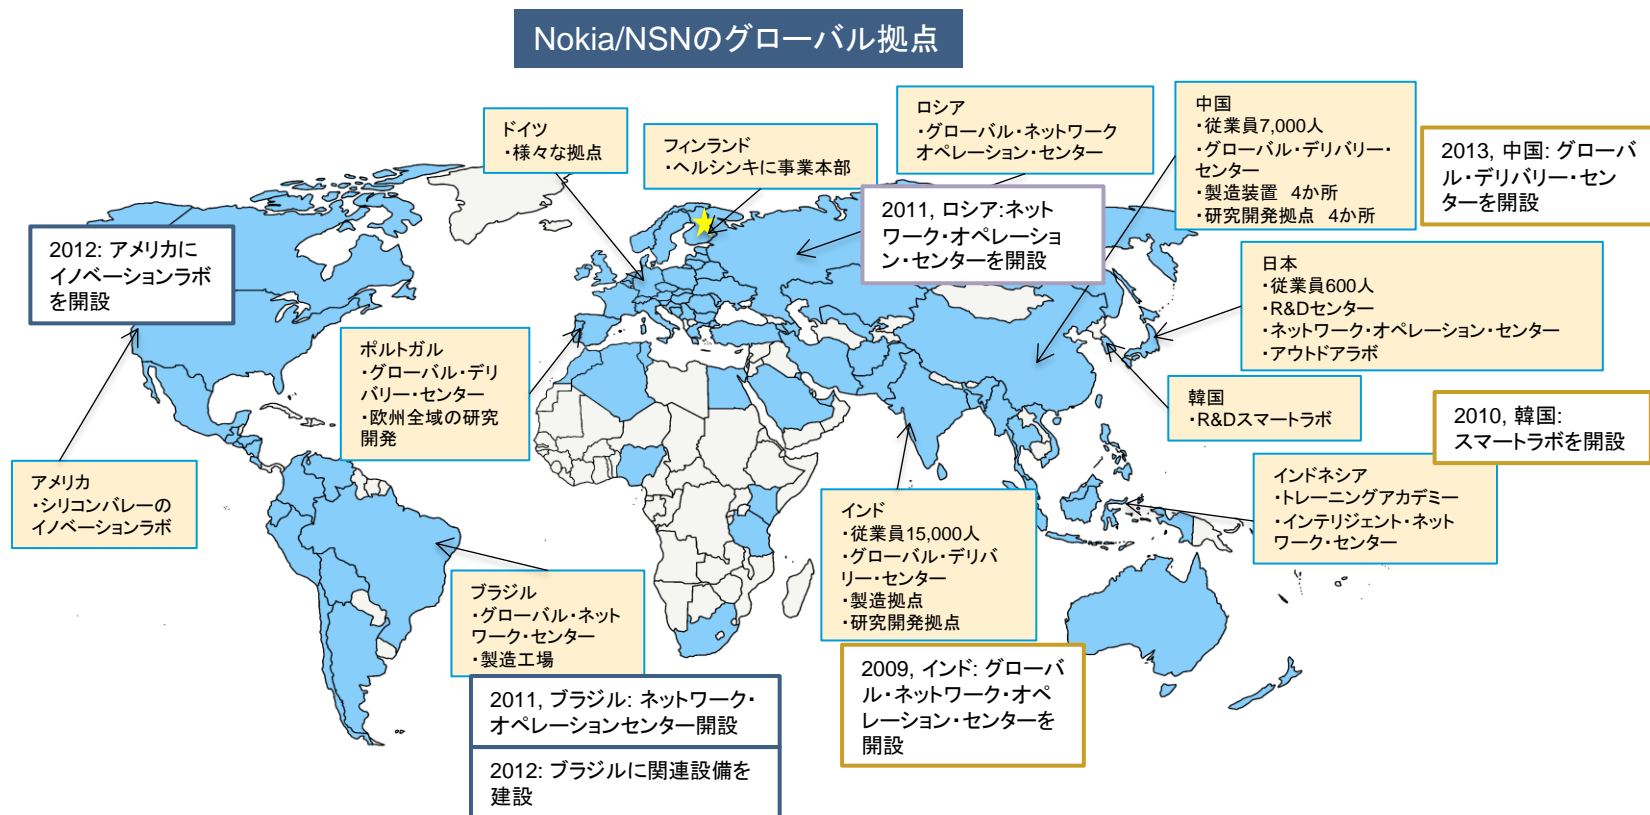 Nokia/NSNのグローバル拠点
ドイツ
・様々な拠点
フィンランド
・ヘルシンキに事業本部
ロシア
・グローバル・ネットワーク
オペレーション・センター
中国
・従業員7,000人
・グローバル・デリバリー・
センター
・製造装置 4か所
・研究開発拠点 4か所
2013, 中国: グローバ
ル・デリバリー・セン
ターを開設
2011, ロシア:ネット
ワーク・オペレーショ
ン・センターを開設
2012: アメリカに
イノベーションラボ
を開設
日本
・従業員600人
・R&Dセンター
・ネットワーク・オペレーション・センター
・アウトドアラボ
ポルトガル
・グローバル・デリ
バリー・センター
・欧州全域の研究
開発
韓国
・R&Dスマートラボ
2010, 韓国:
スマートラボを開設
アメリカ
・シリコンバレーの
イノベーションラボ
インドネシア
・トレーニングアカデミー
・インテリジェント・ネット
ワーク・センター
インド
・従業員15,000人
・グローバル・デリバ
リー・センター
・製造拠点
・研究開発拠点
ブラジル
・グローバル・ネット
ワーク・センター
・製造工場
2009, インド: グローバ
ル・ネットワーク・オペ
レーション・センターを
開設
2011, ブラジル: ネットワーク・
オペレーションセンター開設
2012: ブラジルに関連設備を
建設